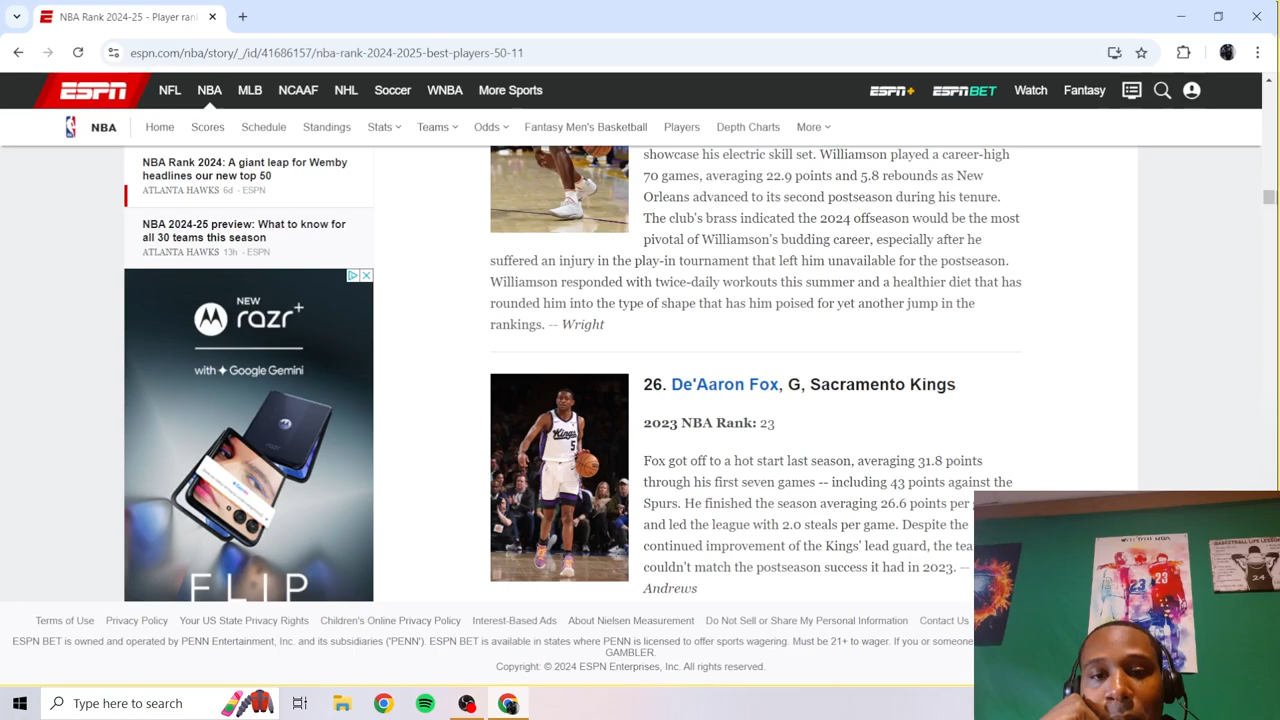 NBA Rank 2024-25 - Player ran
espn.com/nba/story/_/id/41686157/nba-rank-2024-2025-best-players-50-11
ESPN NFL NBA MLB NCAAF NHL Soccer WNBA More Sports ESPN+ ESPN BET Watch Fantasy
NBA Home Scores Schedule Standings Stats Teams Odds Fantasy Men's Basketball Players Depth Charts More
NBA Rank 2024: A giant leap for Wemby
headlines our new top 50
ATLANTA HAWKS 6d - ESPN
NBA 2024-25 preview: What to know for
all 30 teams this season
ATLANTA HAWKS 13h - ESPN
NEW
razr+
with Google Gemini
FLIP
showcase his electric skill set. Williamson played a career-high
70 games, averaging 22.9 points and 5.8 rebounds as New
Orleans advanced to its second postseason during his tenure.
The club's brass indicated the 2024 offseason would be the most
pivotal of Williamson's budding career, especially after he
suffered an injury in the play-in tournament that left him unavailable for the postseason.
Williamson responded with twice-daily workouts this summer and a healthier diet that has
rounded him into the type of shape that has him poised for yet another jump in the
rankings. -- Wright
26. De'Aaron Fox, G, Sacramento Kings
2023 NBA Rank: 23
Fox got off to a hot start last season, averaging 31.8 points
through his first seven games -- including 43 points against the
Spurs. He finished the season averaging 26.6 points per
and led the league with 2.0 steals per game. Despite the
continued improvement of the Kings' lead guard, the tea
couldn't match the postseason success it had in 2023. --
Andrews
Kings
5
Terms of Use Privacy Policy Your US State Privacy Rights Children's Online Privacy Policy Interest-Based Ads About Nielsen Measurement Do Not Sell or Share My Personal Information Contact Us
ESPN BET is owned and operated by PENN Entertainment, Inc. and its subsidiaries ('PENN'). ESPN BET is available in states where PENN is licensed to offer sports wagering. Must be 21+ to wager. If you or someone
GAMBLER.
Copyright: © 2024 ESPN Enterprises, Inc. All rights reserved.
23
23
BASKETBALL LIFE LESSON
24
Type here to search